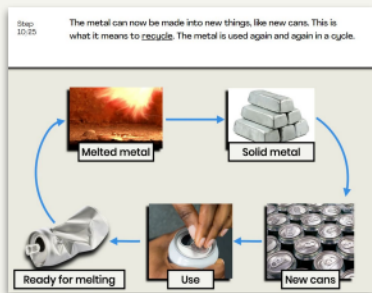 Step
10:25
The metal can now be made into new things, like new cans. This is
what it means to recycle. The metal is used again and again in a cycle.
Melted metal
Solid metal
Ready for melting
Use
New cans